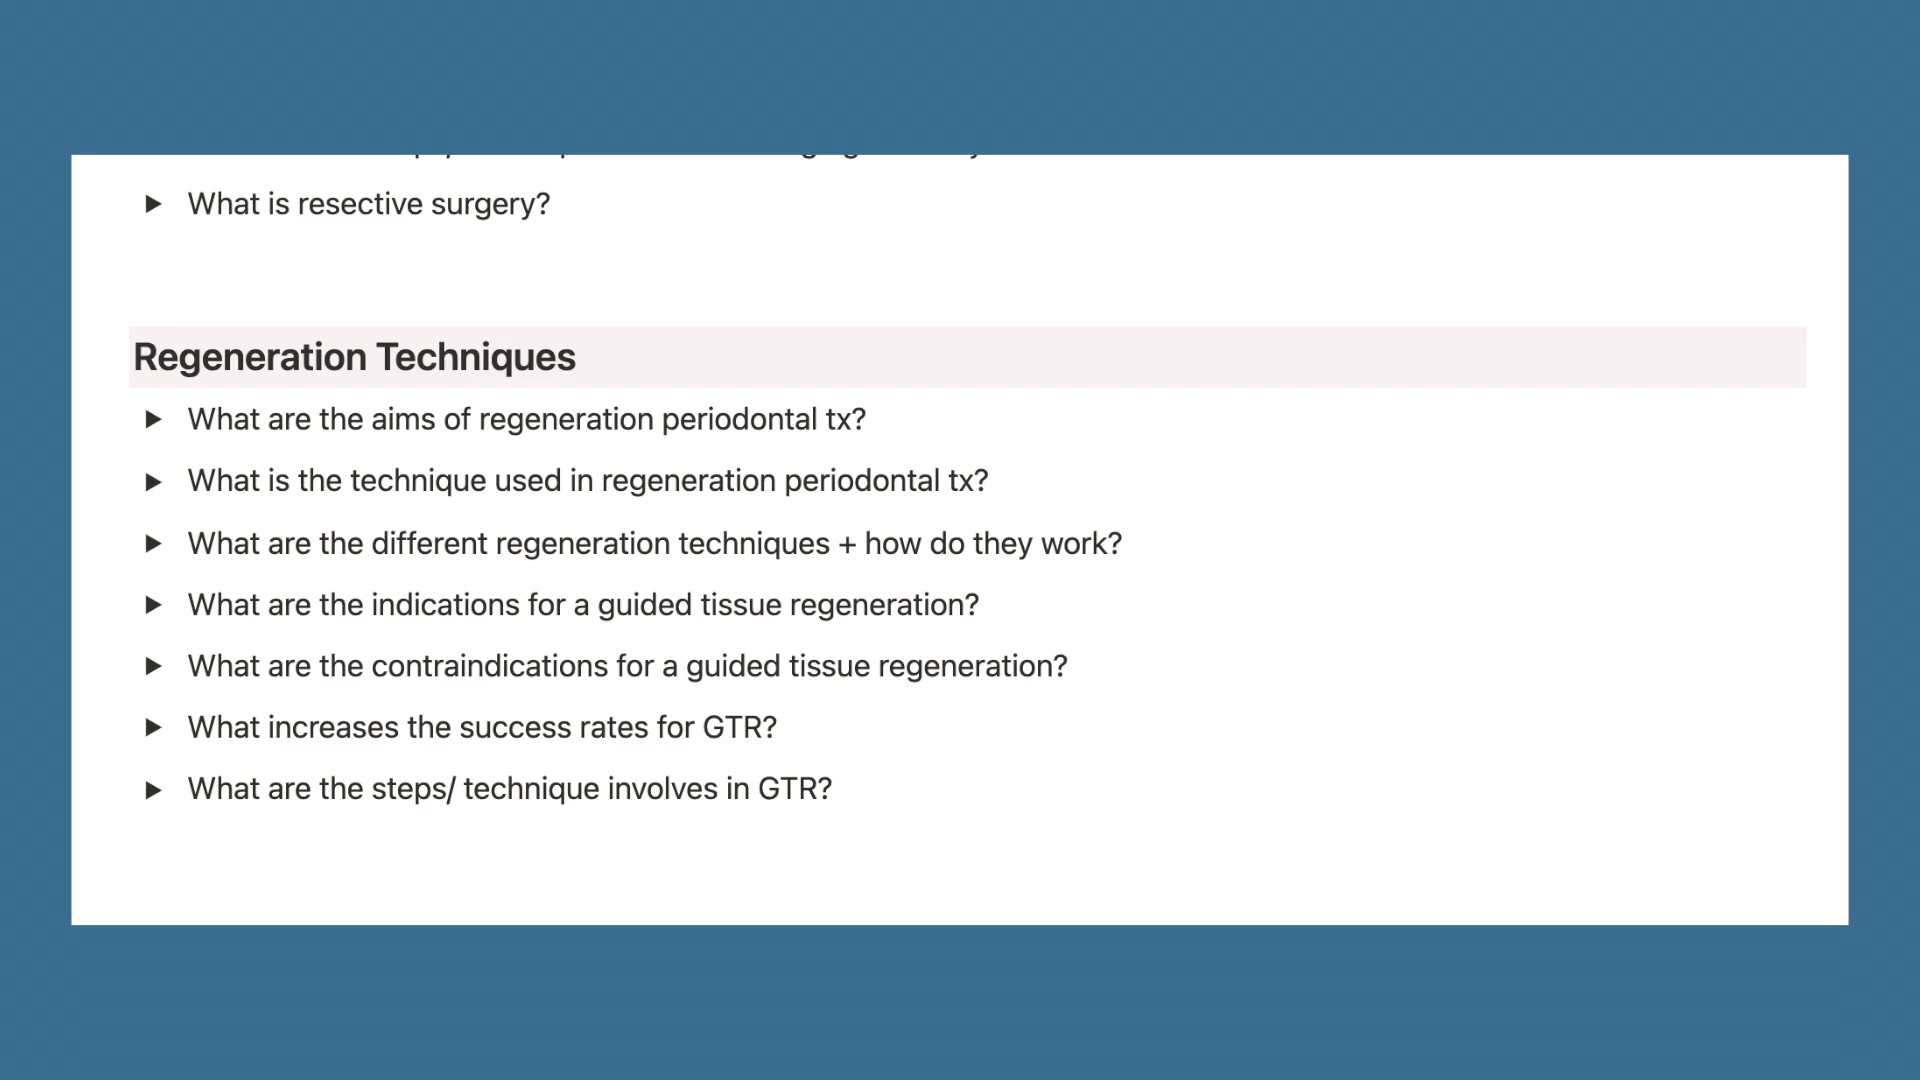 What is resective surgery?
Regeneration Techniques
What are the aims of regeneration periodontal tx?
What is the technique used in regeneration periodontal tx?
What are the different regeneration techniques + how do they work?
What are the indications for a guided tissue regeneration?
What are the contraindications for a guided tissue regeneration?
What increases the success rates for GTR?
What are the steps/ technique involves in GTR?